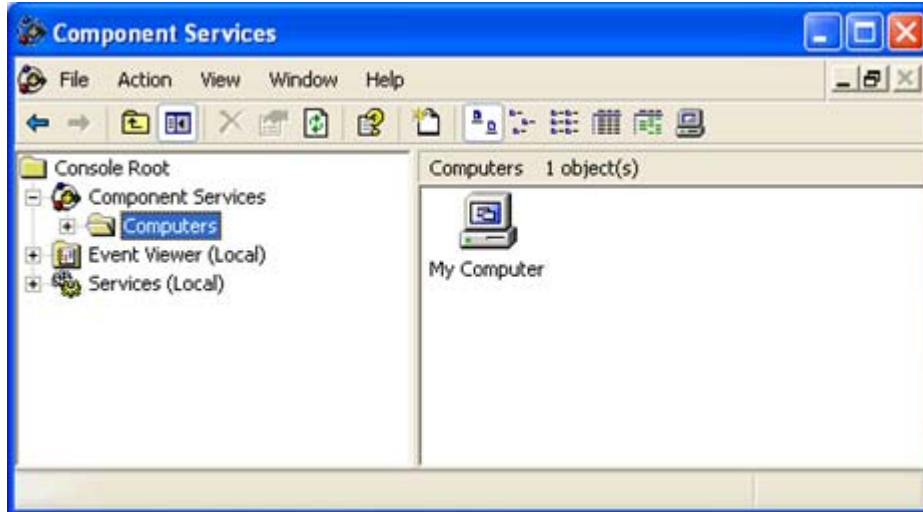 Component Services
File Action View Window Help
Console Root
Component Services
Computers
Event Viewer (Local)
Services (Local)
Computers 1 object(s)
My Computer